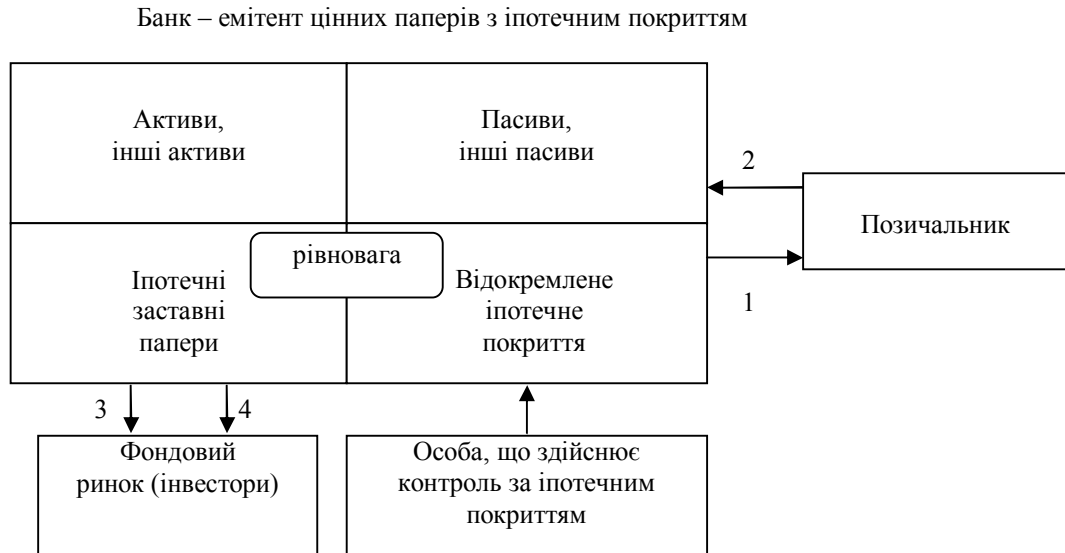 Банк – емітент цінних паперів з іпотечним покриттям
Активи,
інші активи
Пасиви,
інші пасиви
2
Позичальник
рівновага
Іпотечні
заставні
папери
Відокремлене
іпотечне
покриття
1
3
4
Фондовий
ринок (інвестори)
Особа, що здійснює
контроль за іпотечним
покриттям